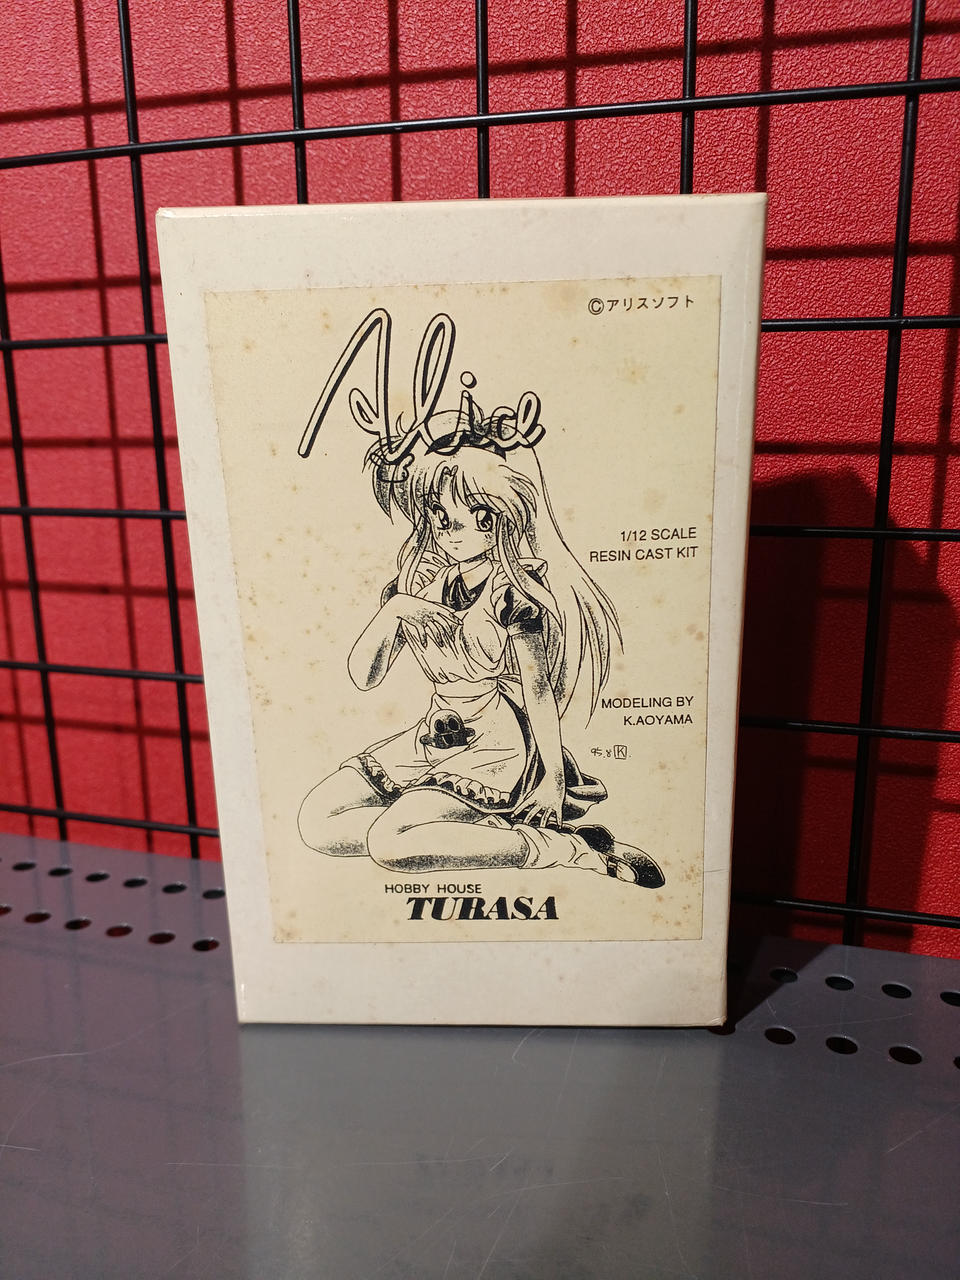 ©アリスソフト
Alice
1/12 SCALE
RESIN CAST KIT
MODELING BY
K.AOYAMA
95.8 K.
HOBBY HOUSE
TUBASA